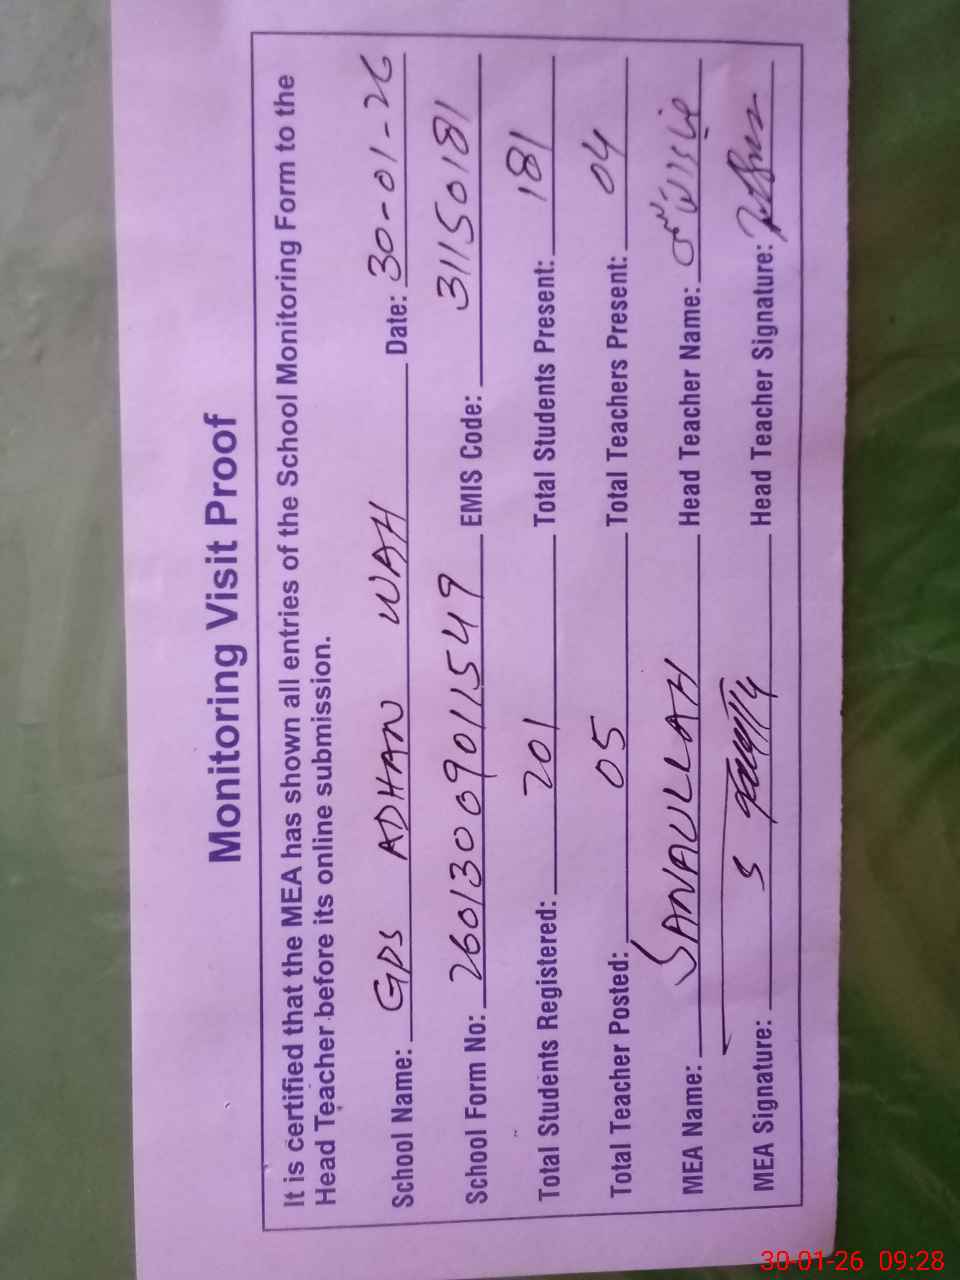 Monitoring Visit Proof
It is certified that the MEA has shown all entries of the School Monitoring Form to the
Head Teacher before its online submission.
School Name: GPS ADHAN WAH Date: 30-01-26
School Form No: 26013009011549 EMIS Code: 31150181
Total Students Registered: 201 Total Students Present: 181
Total Teacher Posted: 05 Total Teachers Present: 04
MEA Name: SANAULLAH Head Teacher Name:
MEA Signature: Head Teacher Signature:
30-01-26 09:28